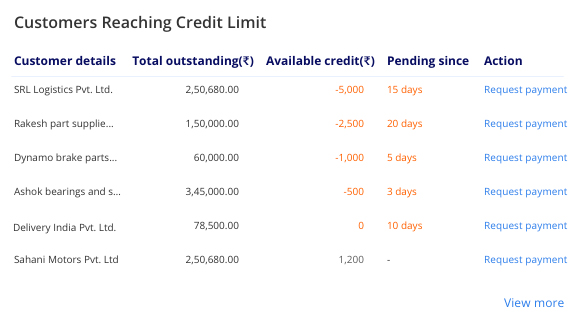 Customers Reaching Credit Limit
Customer details Total outstanding(₹) Available credit(₹) Pending since Action
SRL Logistics Pvt. Ltd. 2,50,680.00 -5,000 15 days Request payment
Rakesh part supplie... 1,50,000.00 -2,500 20 days Request payment
Dynamo brake parts... 60,000.00 -1,000 5 days Request payment
Ashok bearings and s... 3,45,000.00 -500 3 days Request payment
Delivery India Pvt. Ltd. 78,500.00 0 10 days Request payment
Sahani Motors Pvt. Ltd 2,50,680.00 1,200 - Request payment
View more